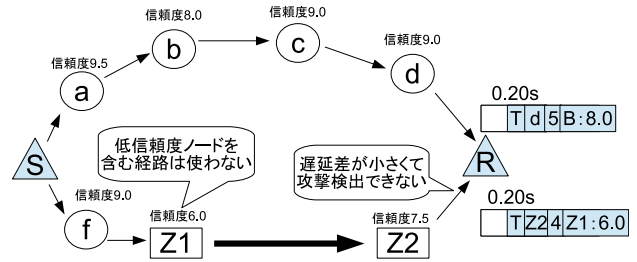 信頼度8.0
信頼度9.0
b
c
信頼度9.0
信頼度9.5
a
d
0.20s
T d 5 B:8.0
S
低信頼度ノードを
含む経路は使わない
遅延差が小さくて
攻撃検出できない
R
信頼度9.0
0.20s
f
信頼度6.0
信頼度7.5
T Z2 4 Z1:6.0
Z1
Z2